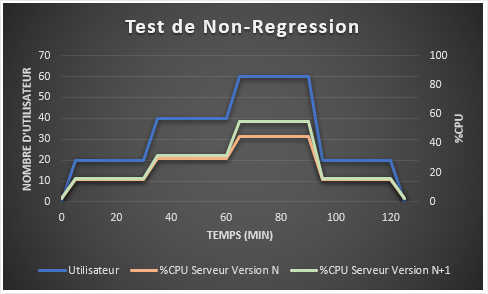 Test de Non-Regression
70
60
50
40
30
20
10
0
NOMBRE D'UTILISATEUR
100
80
60
40
20
0
%CPU
0 20 40 60 80 100 120
TEMPS (MIN)
Utilisateur %CPU Serveur Version N %CPU Serveur Version N+1